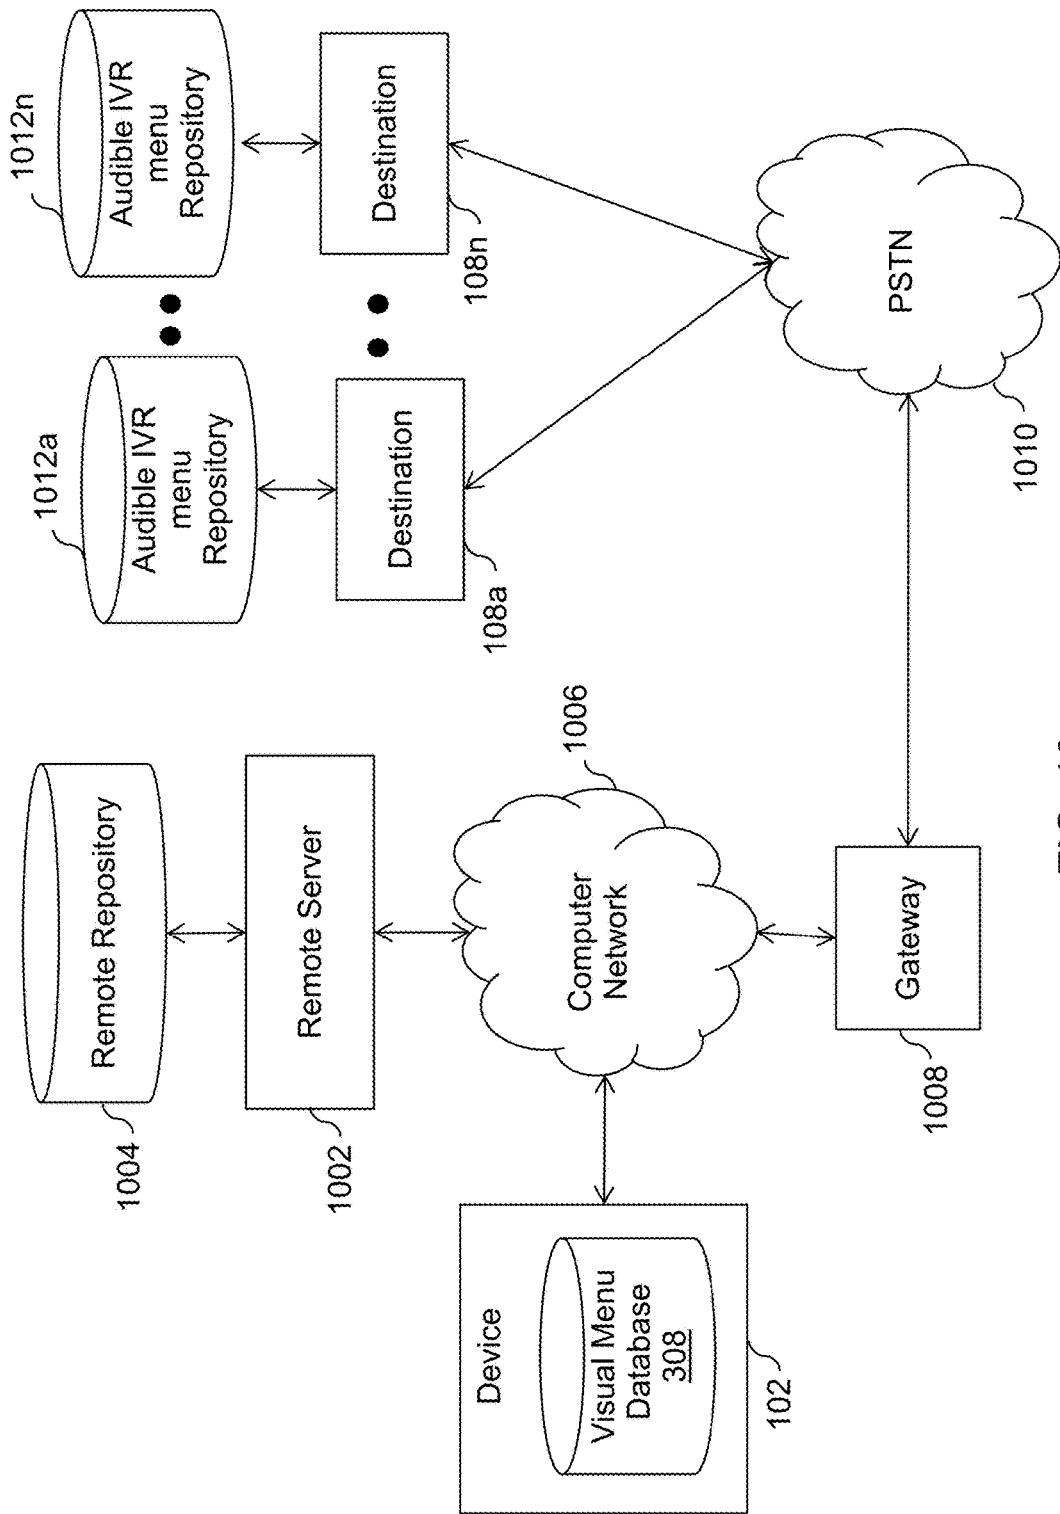 1012n
1012a
Remote Repository
Audible IVR
menu
Repository
Audible IVR
menu
Repository
1004
Remote Server
1002
Destination
Destination
108a
108n
Device
Visual Menu
Database
308
102
Computer
Network
1006
Gateway
1008
PSTN
1010